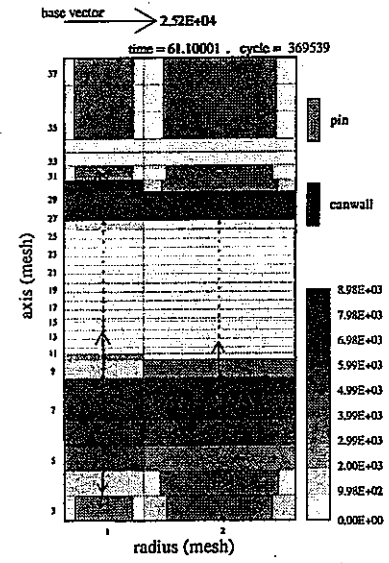 base vector 2.52E+04
time = 61.10001 . cycle = 369539
37
35
33
31
29
27
25
23
21
19
17
15
13
11
9
7
5
3
axis (mesh)
1 2
radius (mesh)
pin
canwall
8.98E+03
7.98E+03
6.98E+03
5.99E+03
4.99E+03
3.99E+03
2.99E+03
2.00E+03
9.98E+02
0.00E+00